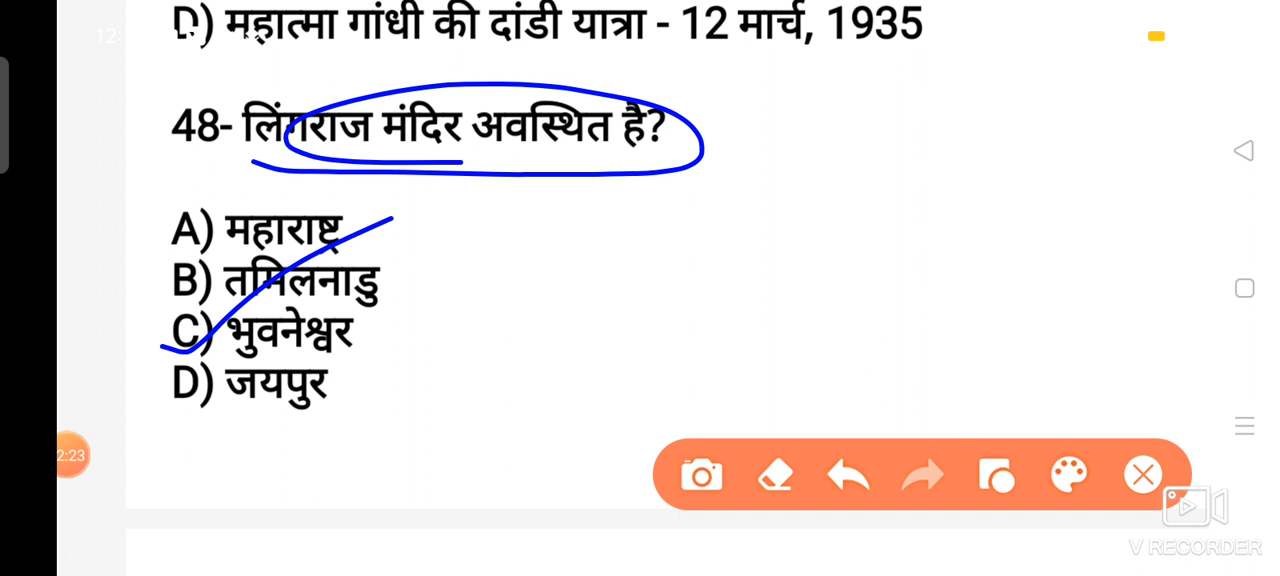 D) महात्मा गांधी की दांडी यात्रा - 12 मार्च, 1935
48- लिंगराज मंदिर अवस्थित है?
A) महाराष्ट्र
B) तमिलनाडु
C) भुवनेश्वर
D) जयपुर
2:23
V RECORDER